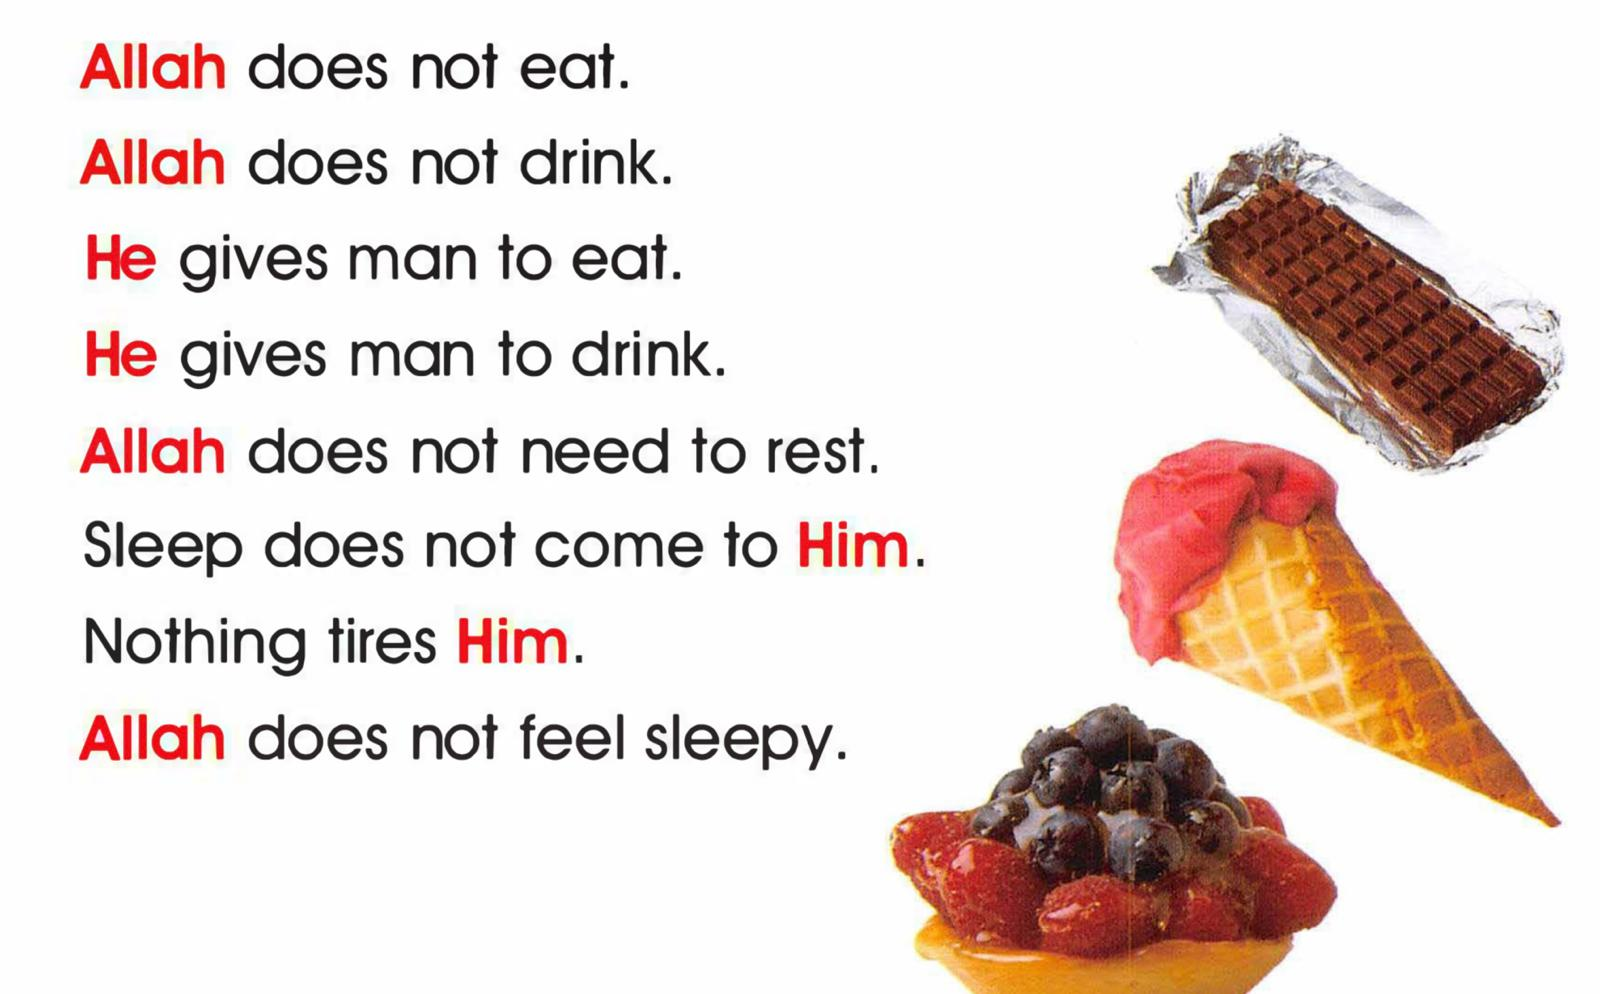 Allah does not eat.
Allah does not drink.
He gives man to eat.
He gives man to drink.
Allah does not need to rest.
Sleep does not come to Him.
Nothing tires Him.
Allah does not feel sleepy.